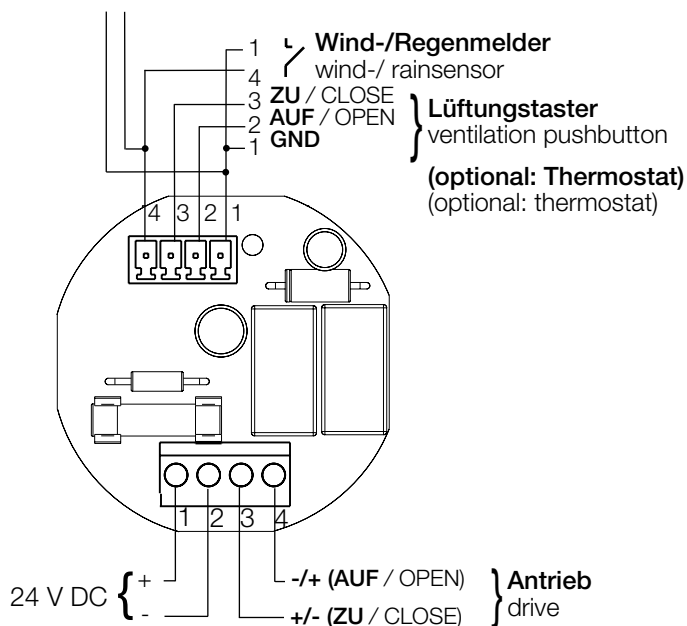 1 Wind-/Regenmelder
4 wind-/ rainsensor
3 ZU / CLOSE
2 AUF / OPEN
1 GND
Lüftungstaster
ventilation pushbutton
(optional: Thermostat)
(optional: thermostat)
4 3 2 1
1 2 3 4
24 V DC
+
-
-/+ (AUF / OPEN)
+/- (ZU / CLOSE)
Antrieb
drive